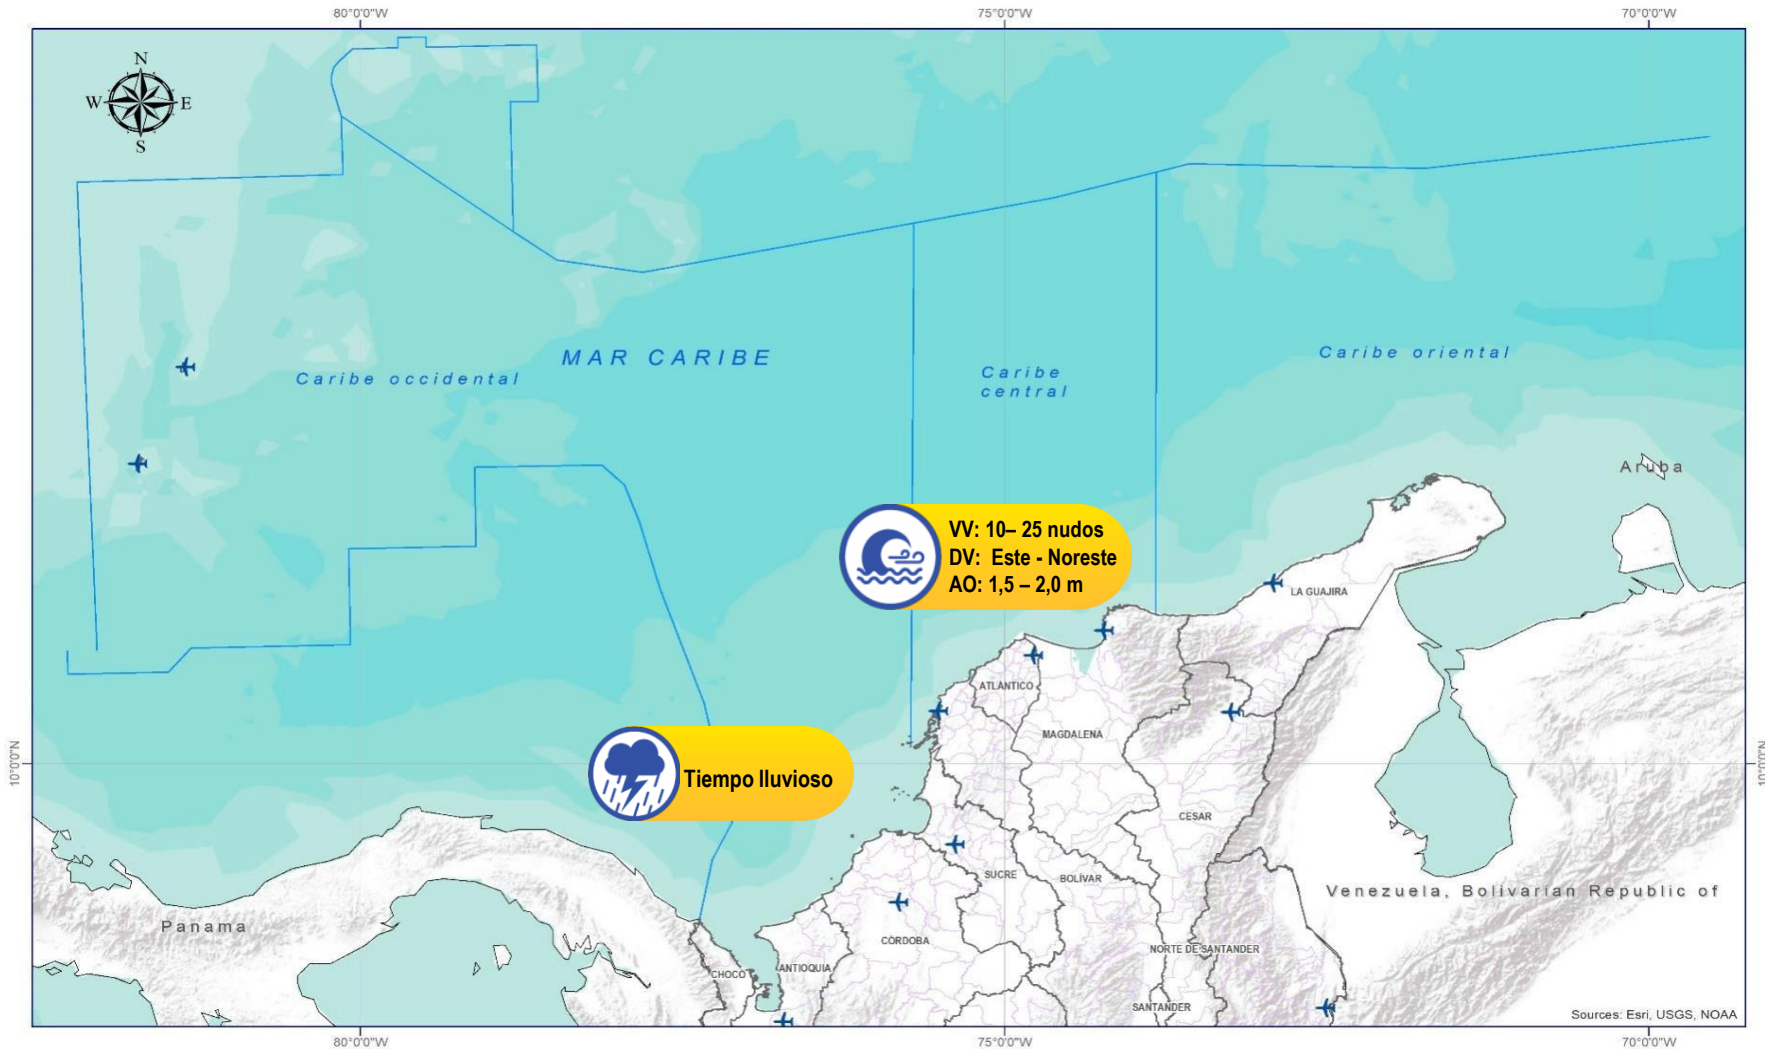 80°0'0"W
75°0'0"W
70°0'0"W
N
W
E
S
MAR CARIBE
Caribe occidental
Caribe
central
Caribe oriental
Aruba
VV: 10– 25 nudos
DV: Este - Noreste
AO: 1,5 – 2,0 m
LA GUAJIRA
ATLANTICO
MAGDALENA
10°0'0"N
10°0'0"N
Tiempo lluvioso
CESAR
SUCRE
BOLÍVAR
Venezuela, Bolivarian Republic of
Panama
CÓRDOBA
NORTE DE SANTANDER
CHOCO
ANTIOQUIA
SANTANDER
Sources: Esri, USGS, NOAA
80°0'0"W
75°0'0"W
70°0'0"W